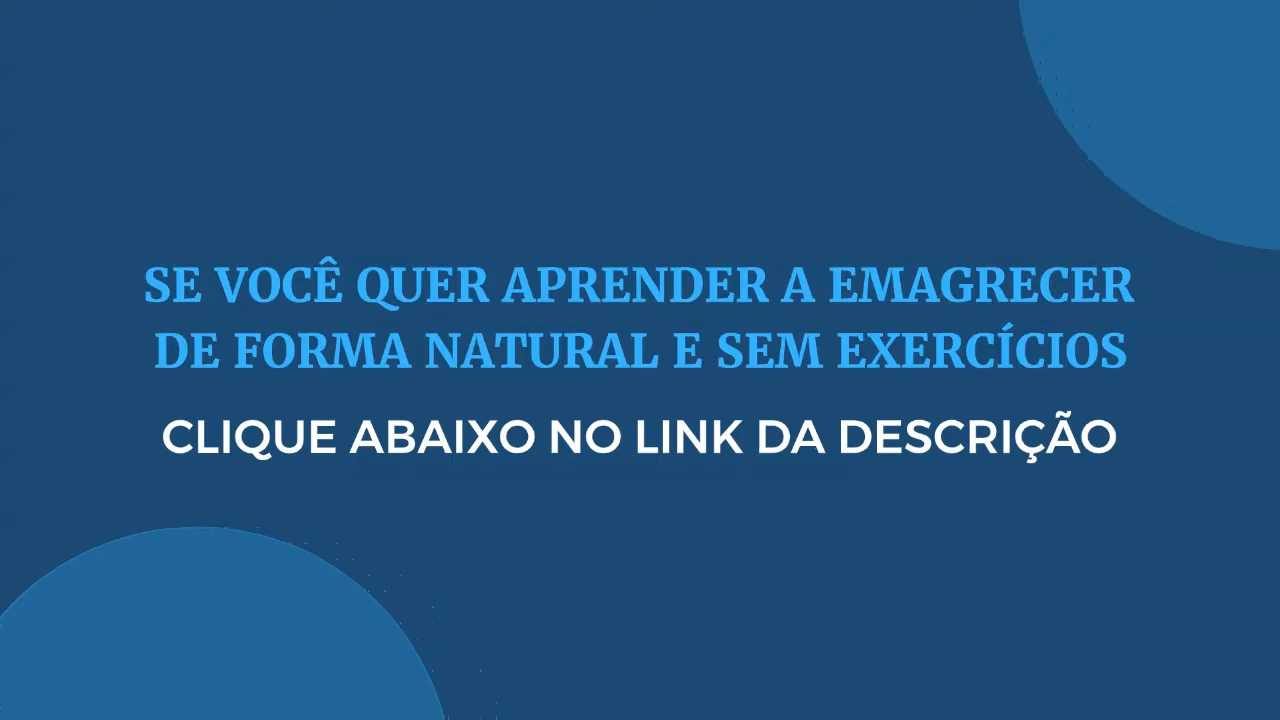 SE VOCÊ QUER APRENDER A EMAGRECER
DE FORMA NATURAL E SEM EXERCÍCIOS
CLIQUE ABAIXO NO LINK DA DESCRIÇÃO